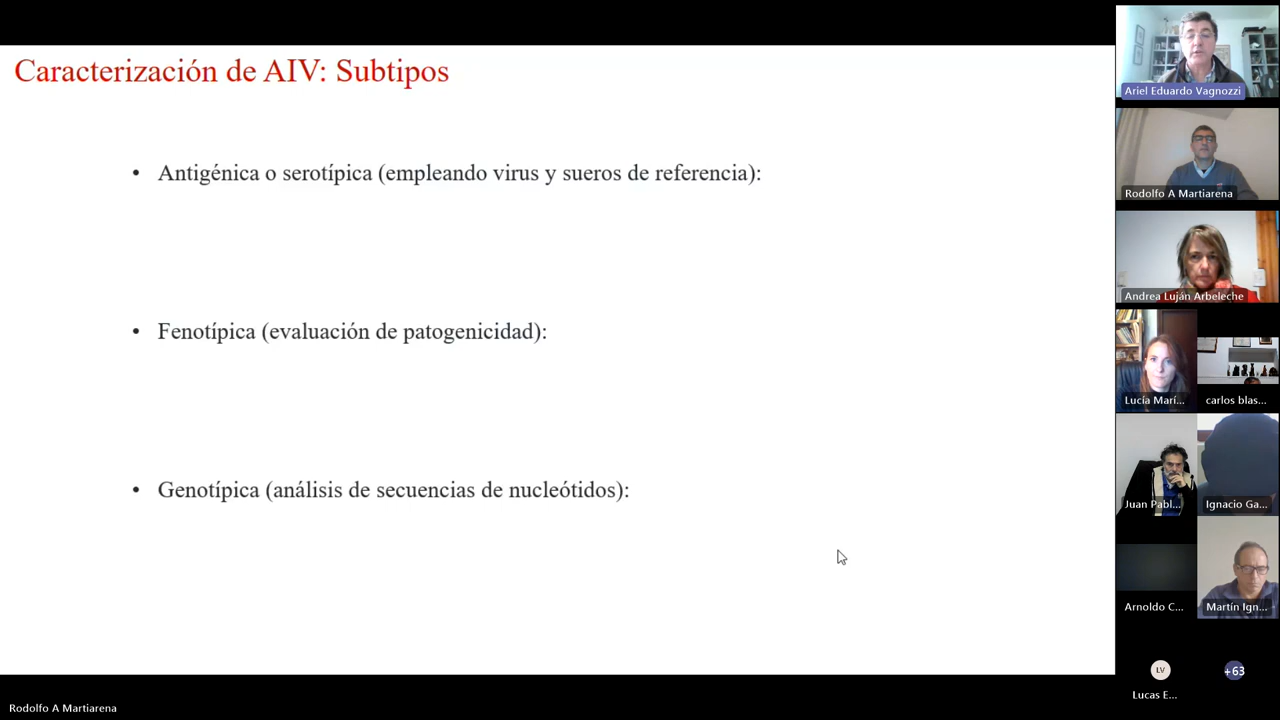 Caracterización de AIV: Subtipos
• Antigénica o serotípica (empleando virus y sueros de referencia):
• Fenotípica (evaluación de patogenicidad):
• Genotípica (análisis de secuencias de nucleótidos):
Ariel Eduardo Vagnozzi
Rodolfo A Martiarena
Andrea Luján Arbeleche
Lucía Marí...
carlos blas...
Juan Pabl...
Ignacio Ga...
Arnoldo C...
Martín Ign...
LV
+63
Lucas E...
Rodolfo A Martiarena